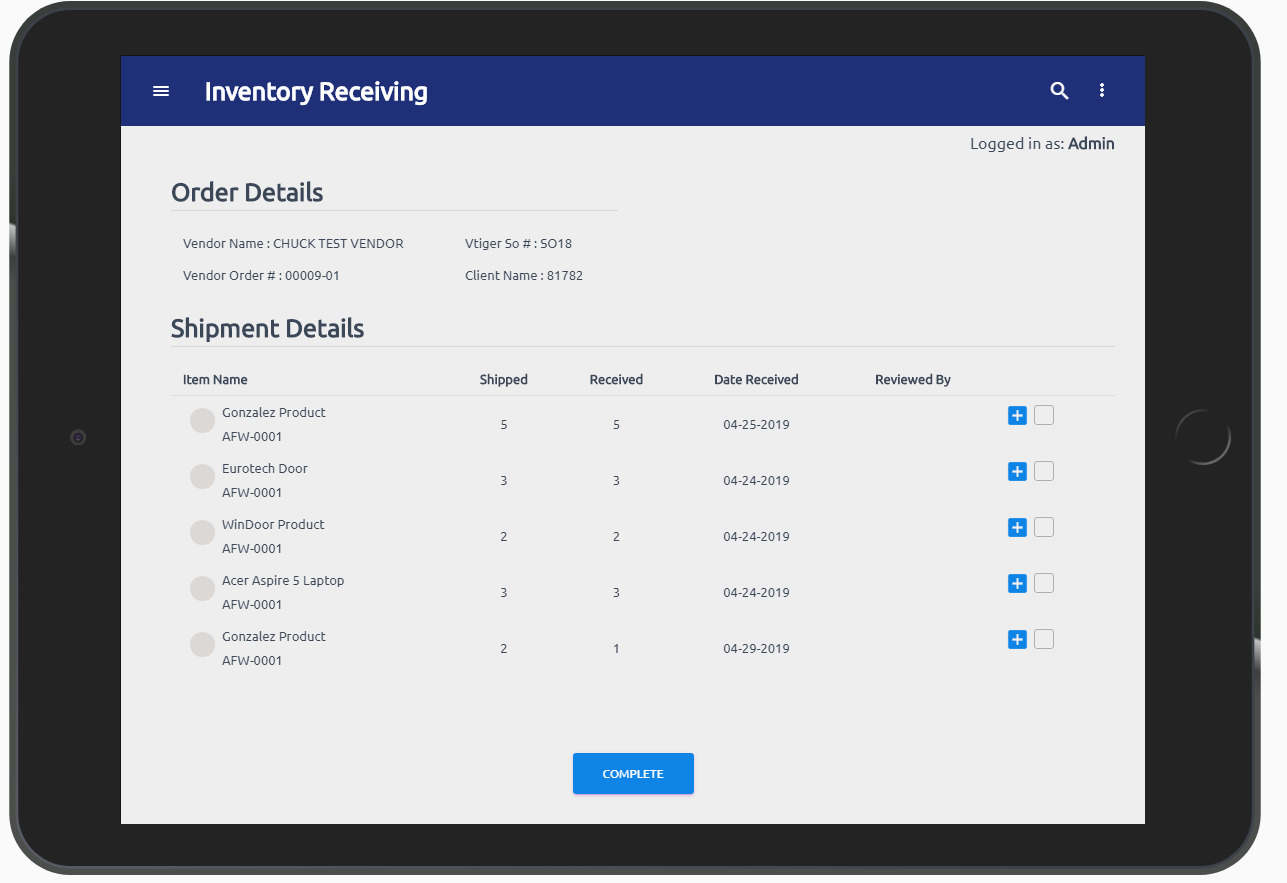 Inventory Receiving
Logged in as: Admin
Order Details
Vendor Name : CHUCK TEST VENDOR Vtiger So # : SO18
Vendor Order # : 00009-01 Client Name : 81782
Shipment Details
Item Name Shipped Received Date Received Reviewed By
Gonzalez Product
AFW-0001 5 5 04-25-2019
Eurotech Door
AFW-0001 3 3 04-24-2019
WinDoor Product
AFW-0001 2 2 04-24-2019
Acer Aspire 5 Laptop
AFW-0001 3 3 04-24-2019
Gonzalez Product
AFW-0001 2 1 04-29-2019
COMPLETE